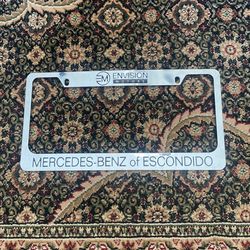 EM ENVISION
MOTORS
MERCEDES-BENZ of ESCONDIDO